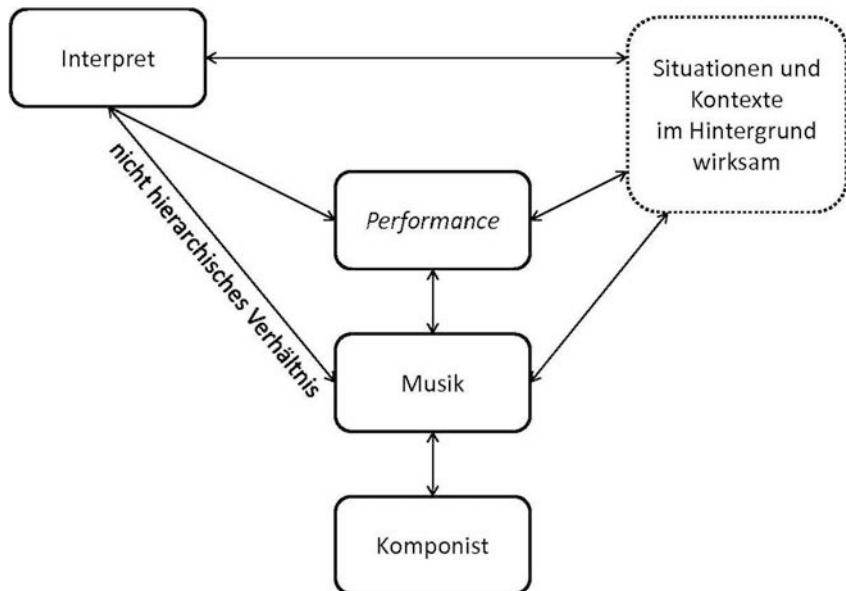 Interpret
Situationen und
Kontexte
im Hintergrund
wirksam
nicht hierarchisches Verhältnis
Performance
Musik
Komponist